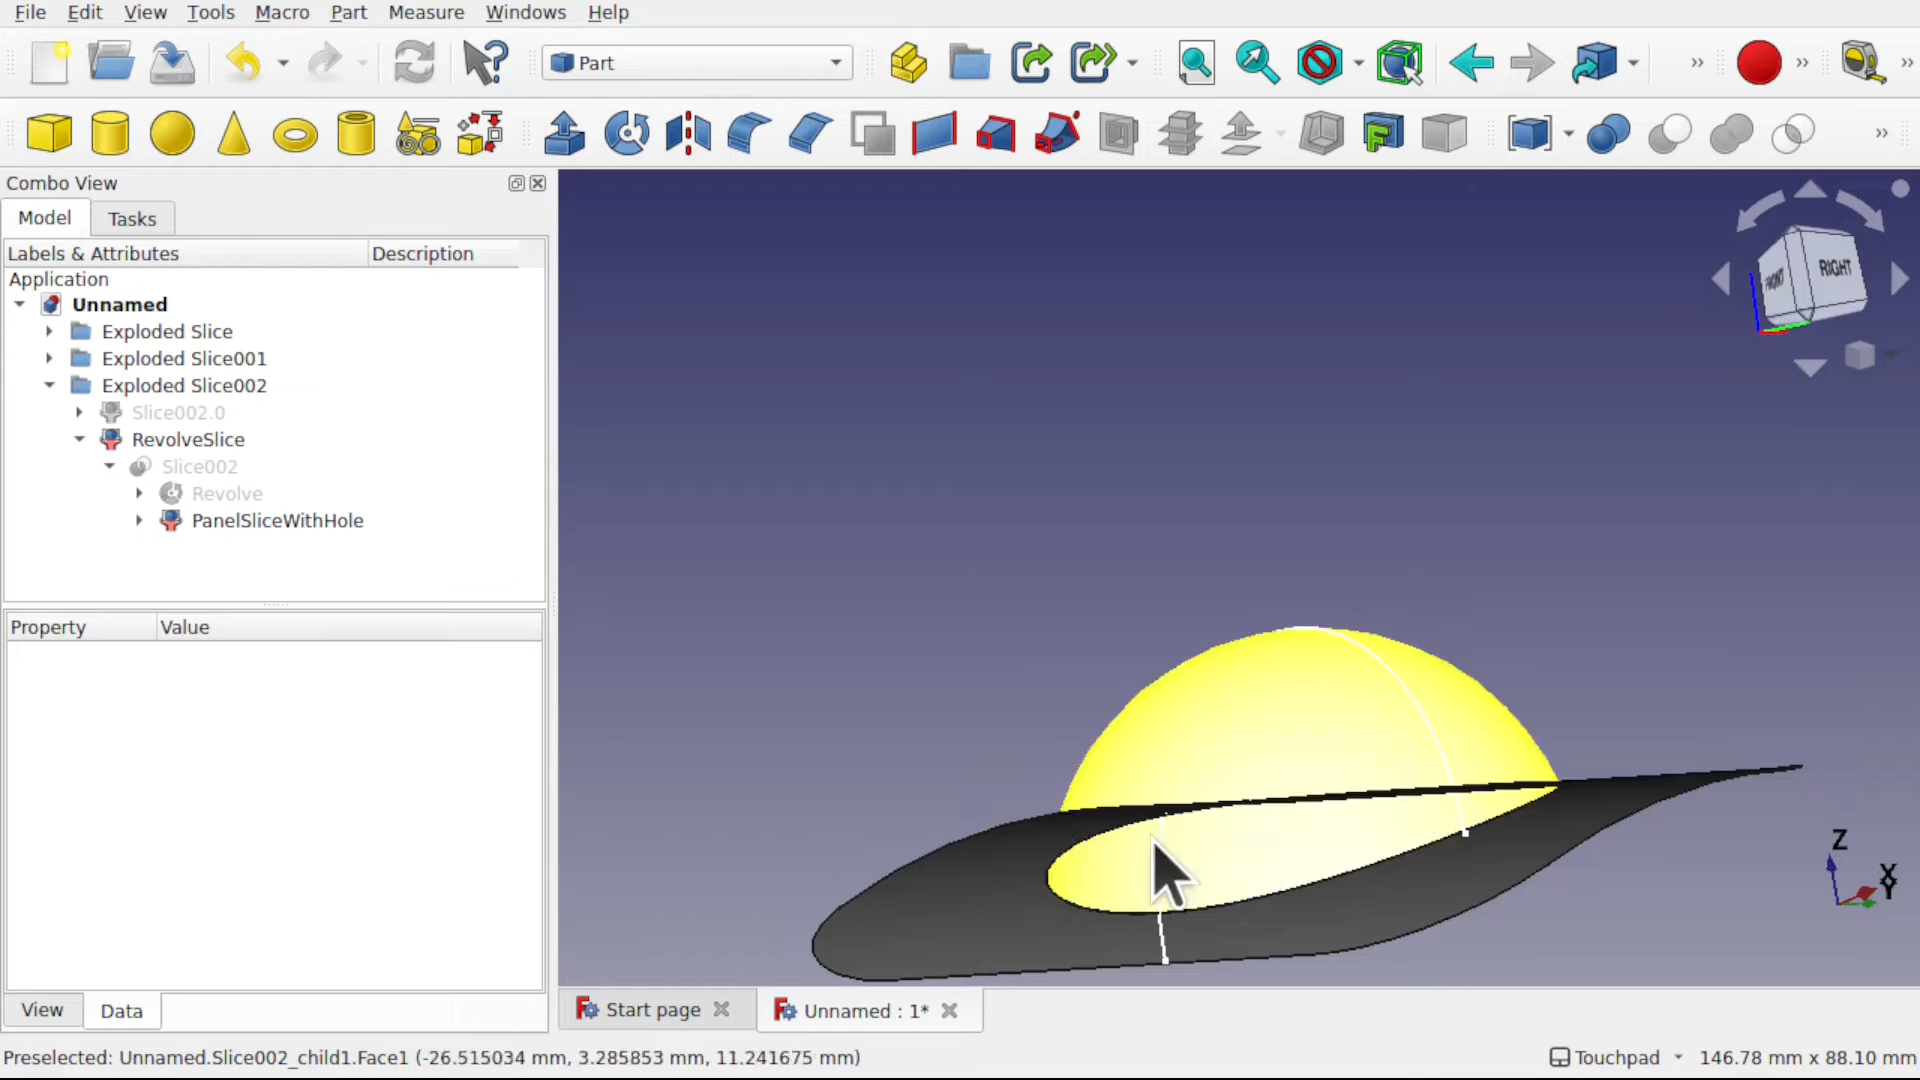 File Edit View Tools Macro Part Measure Windows Help
Part
Combo View
Model Tasks
Labels & Attributes Description
Application
Unnamed
Exploded Slice
Exploded Slice001
Exploded Slice002
Slice002.0
RevolveSlice
Slice002
Revolve
PanelSliceWithHole
Property Value
View Data
FRONT RIGHT
Z
X
Y
Start page Unnamed : 1*
Preselected: Unnamed.Slice002_child1.Face1 (-26.515034 mm, 3.285853 mm, 11.241675 mm)
Touchpad 146.78 mm x 88.10 mm